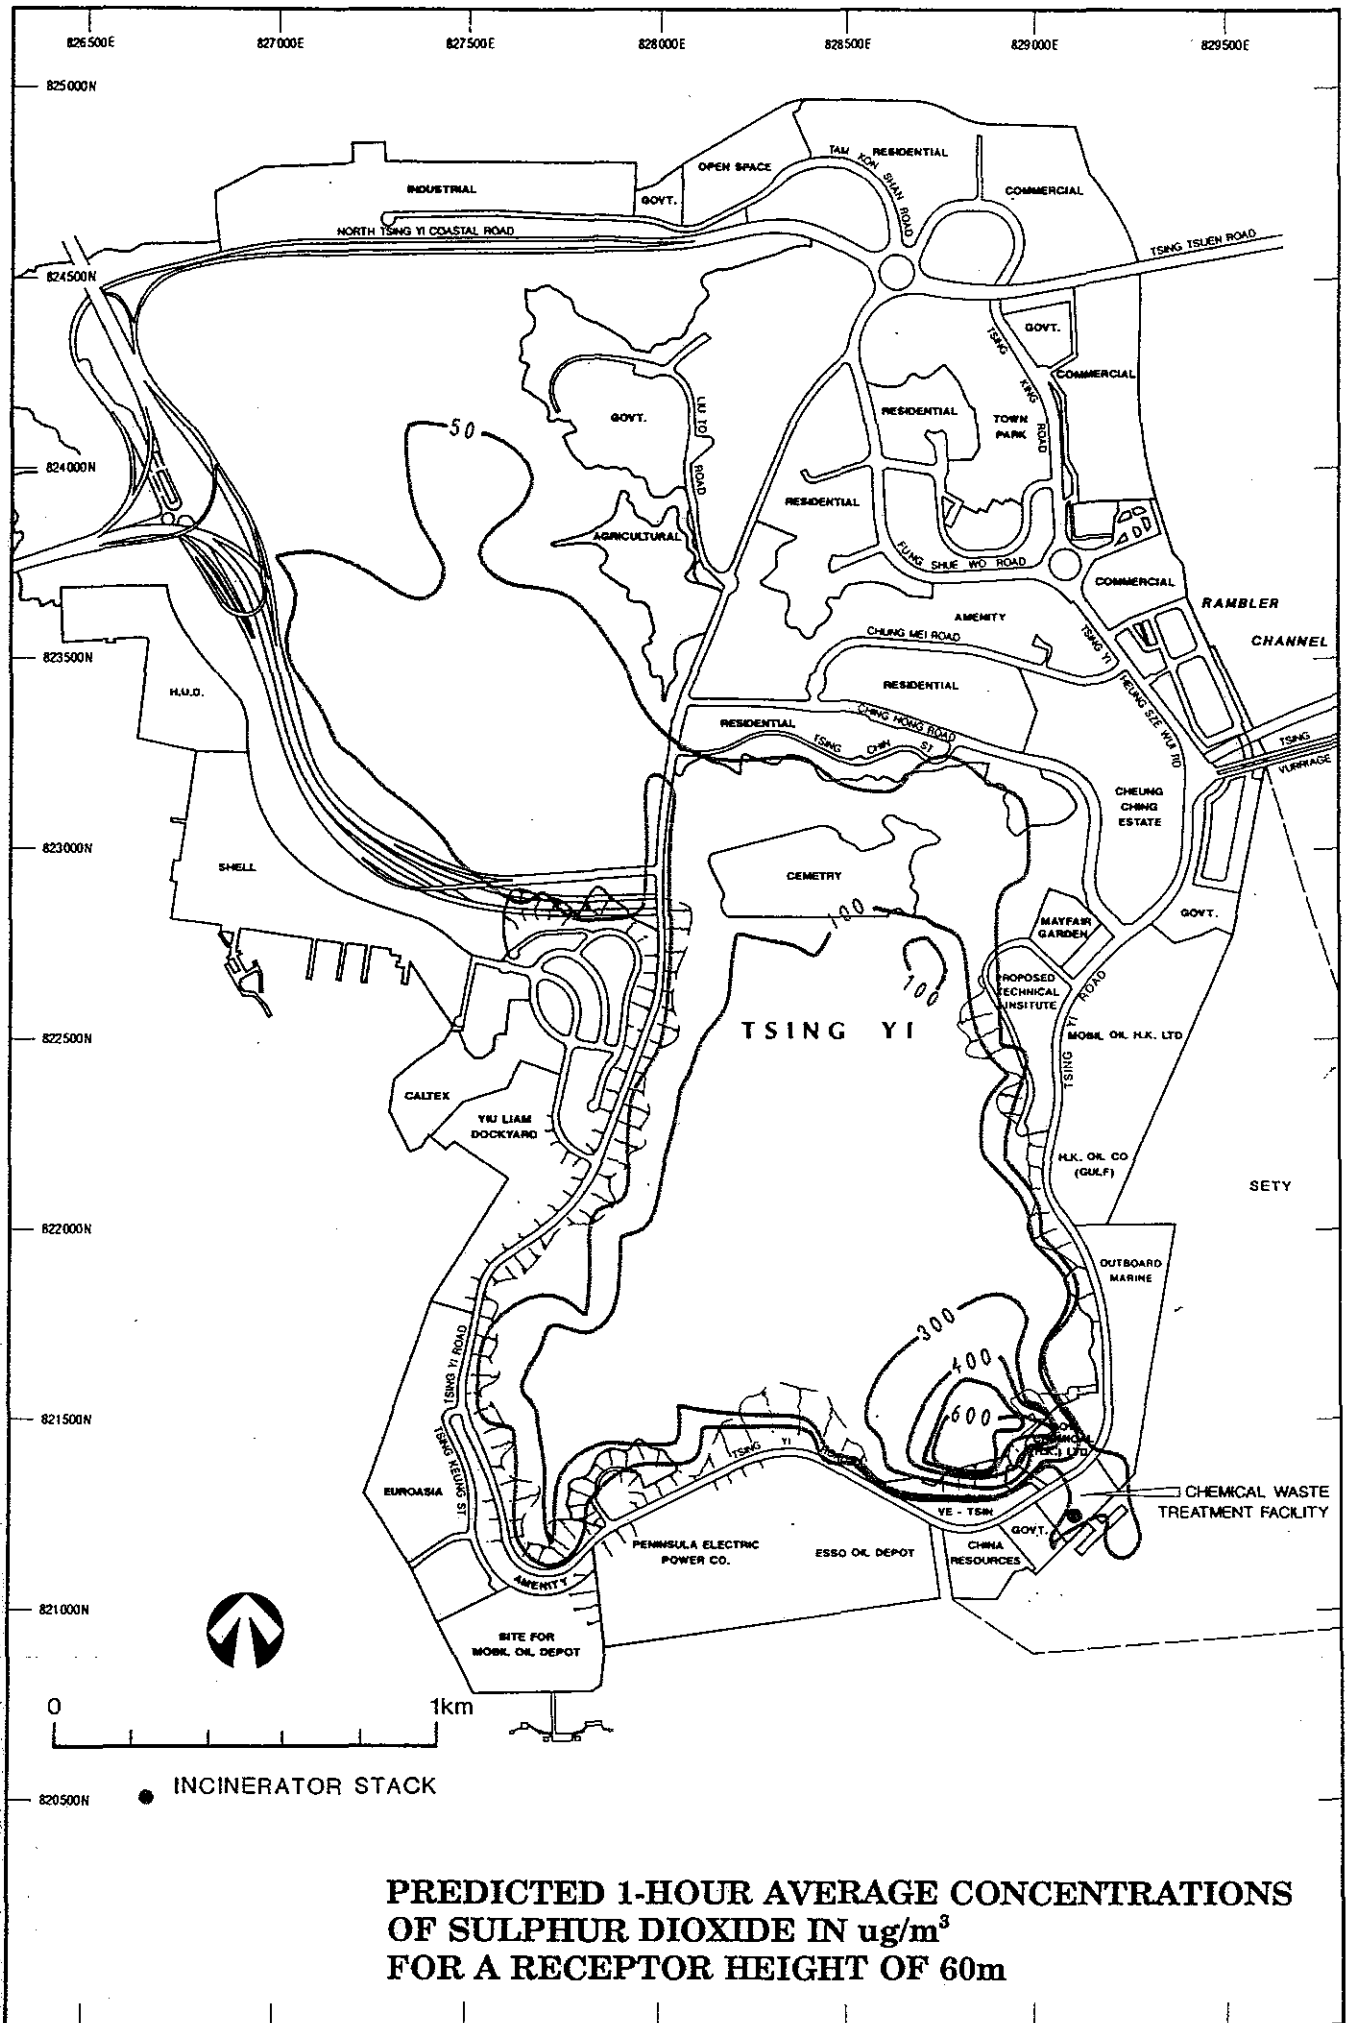 826500E
827000E
827500E
828000E
828500E
829000E
829500E
825000N
TAM KON SHAN ROAD
RESIDENTIAL
OPEN SPACE
INDUSTRIAL
GOVT.
COMMERCIAL
NORTH TSING YI COASTAL ROAD
TSING TSUEN ROAD
824500N
GOVT.
TSING KING ROAD
COMMERCIAL
LIU TO ROAD
GOVT.
RESIDENTIAL
TOWN
PARK
50
824000N
RESIDENTIAL
AGRICULTURAL
FUNG SHUE WO ROAD
COMMERCIAL
RAMBLER
CHANNEL
AMENITY
CHUNG MEI ROAD
TSING YI
HEUNG SZE WUI RD
823500N
H.U.D.
RESIDENTIAL
RESIDENTIAL
CHING HONG ROAD
TSING CHIN ST
TSING
VURRIAGE
CHEUNG
CHING
ESTATE
823000N
SHELL
CEMETRY
100
MAYFAIR
GARDEN
GOVT.
100
PROPOSED
TECHNICAL
INSITUTE
TSING YI ROAD
TSING YI
MOBIL OIL H.K. LTD
822500N
CALTEX
YIU LIAM
DOCKYARD
H.K. OIL CO
(GULF)
SETY
822000N
OUTBOARD
MARINE
300
TSING YI ROAD
400
600
821500N
TSING KEUNG ST.
TSING YI
CHEMICAL
(H.K.) LTD
EUROASIA
CHEMICAL WASTE
TREATMENT FACILITY
YE - TSIN
GOVT.
PENINSULA ELECTRIC
POWER CO.
ESSO OIL DEPOT
CHINA
RESOURCES
AMENITY
821000N
SITE FOR
MOBIL OIL DEPOT
0
1km
INCINERATOR STACK
820500N
PREDICTED 1-HOUR AVERAGE CONCENTRATIONS
OF SULPHUR DIOXIDE IN ug/m³
FOR A RECEPTOR HEIGHT OF 60m